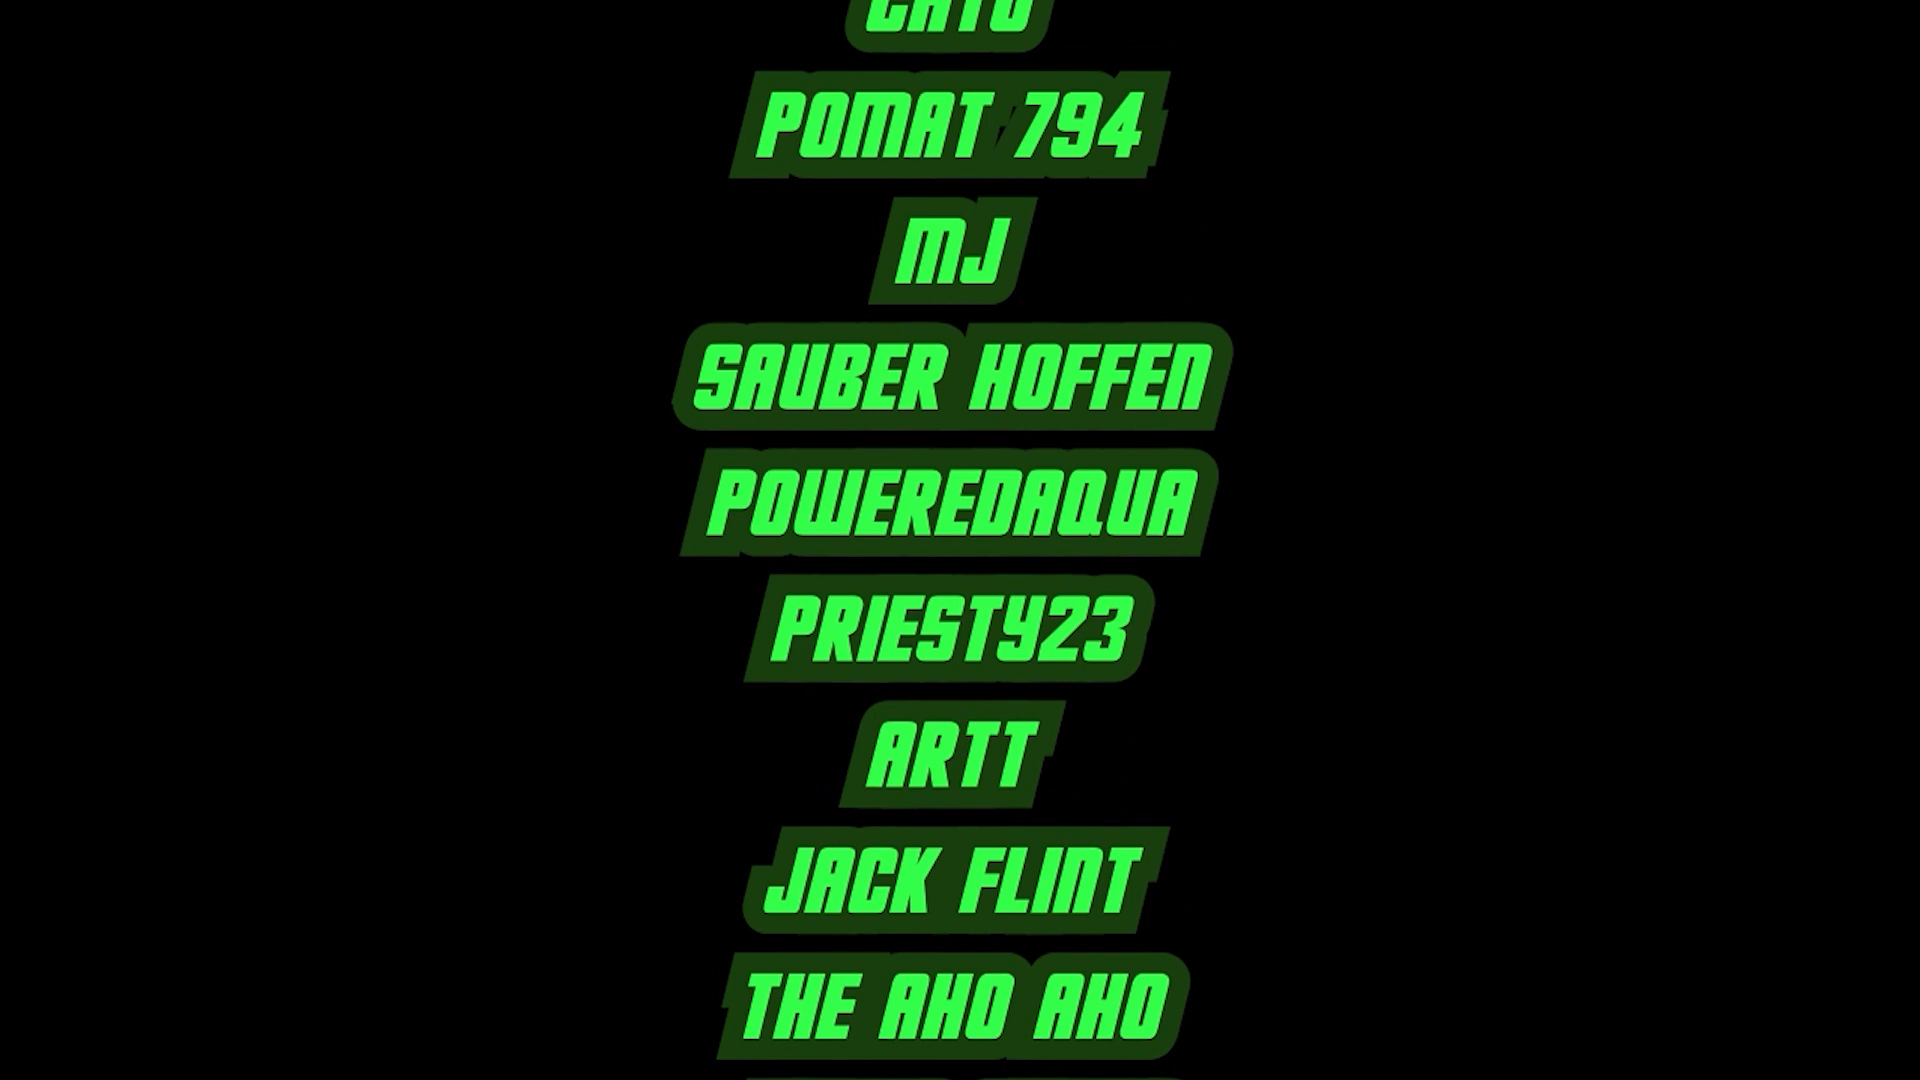 POMAT 794
MJ
SAUBER HOFFEN
POWEREDAQUA
PRIESTY23
ARTT
JACK FLINT
THE AHO AHO